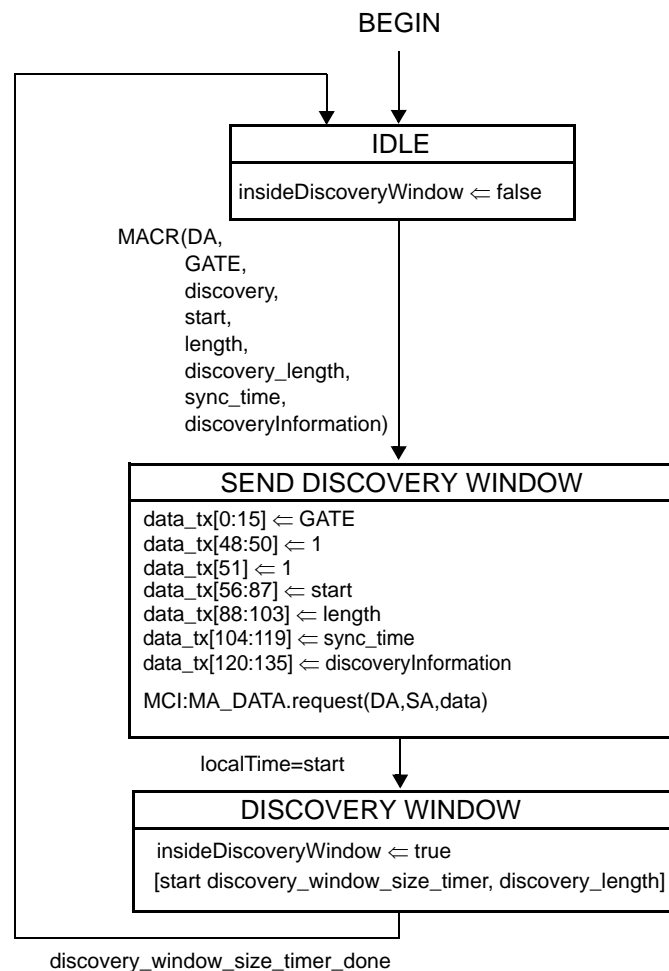 BEGIN
IDLE
insideDiscoveryWindow ⇐ false
MACR(DA,
GATE,
discovery,
start,
length,
discovery_length,
sync_time,
discoveryInformation)
SEND DISCOVERY WINDOW
data_tx[0:15] ⇐ GATE
data_tx[48:50] ⇐ 1
data_tx[51] ⇐ 1
data_tx[56:87] ⇐ start
data_tx[88:103] ⇐ length
data_tx[104:119] ⇐ sync_time
data_tx[120:135] ⇐ discoveryInformation
MCI:MA_DATA.request(DA,SA,data)
localTime=start
DISCOVERY WINDOW
insideDiscoveryWindow ⇐ true
[start discovery_window_size_timer, discovery_length]
discovery_window_size_timer_done